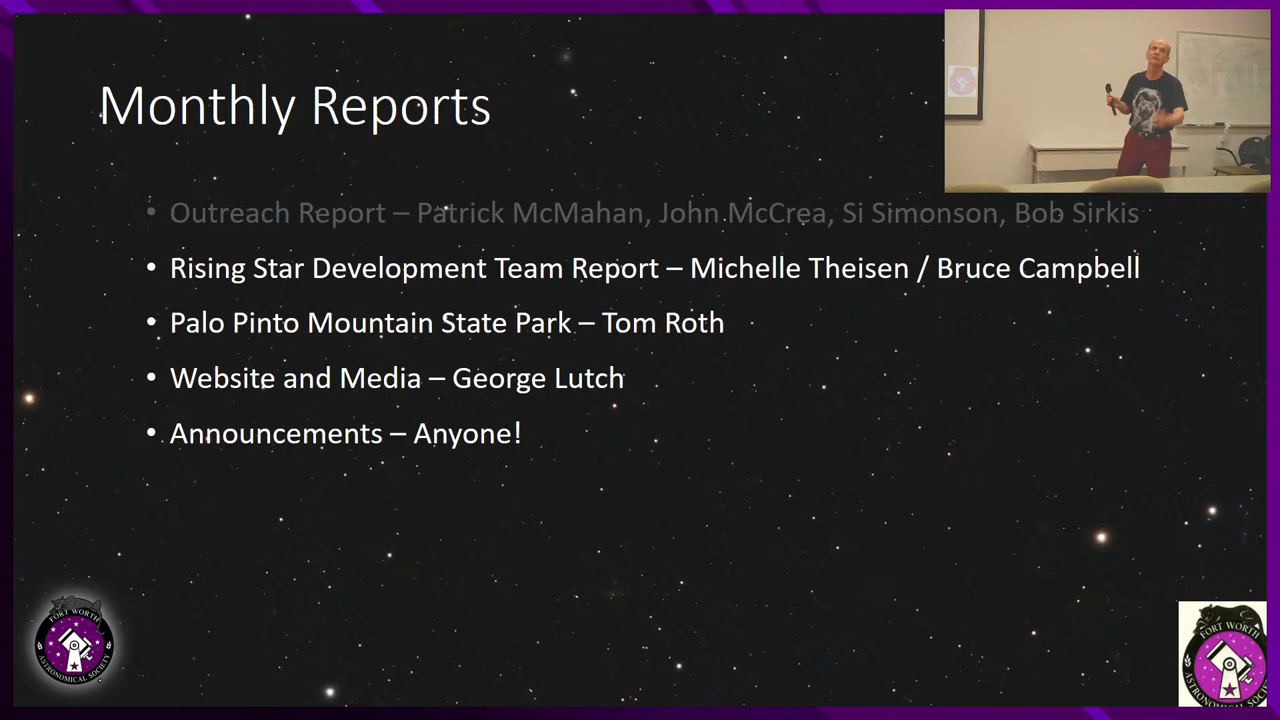 Monthly Reports
• Outreach Report – Patrick McMahan, John McCrea, Si Simonson, Bob Sirkis
• Rising Star Development Team Report – Michelle Theisen / Bruce Campbell
• Palo Pinto Mountain State Park – Tom Roth
• Website and Media – George Lutch
• Announcements – Anyone!
FORT WORTH
ASTRONOMICAL SOCIETY
FORT WORTH